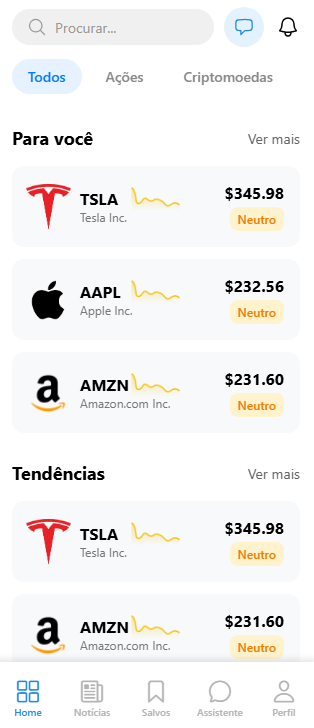 Procurar...
Todos Ações Criptomoedas
Para você Ver mais
TSLA $345.98
Tesla Inc. Neutro
AAPL $232.56
Apple Inc. Neutro
AMZN $231.60
Amazon.com Inc. Neutro
Tendências Ver mais
TSLA $345.98
Tesla Inc. Neutro
AMZN $231.60
Amazon.com Inc. Neutro
Home Notícias Salvos Assistente Perfil